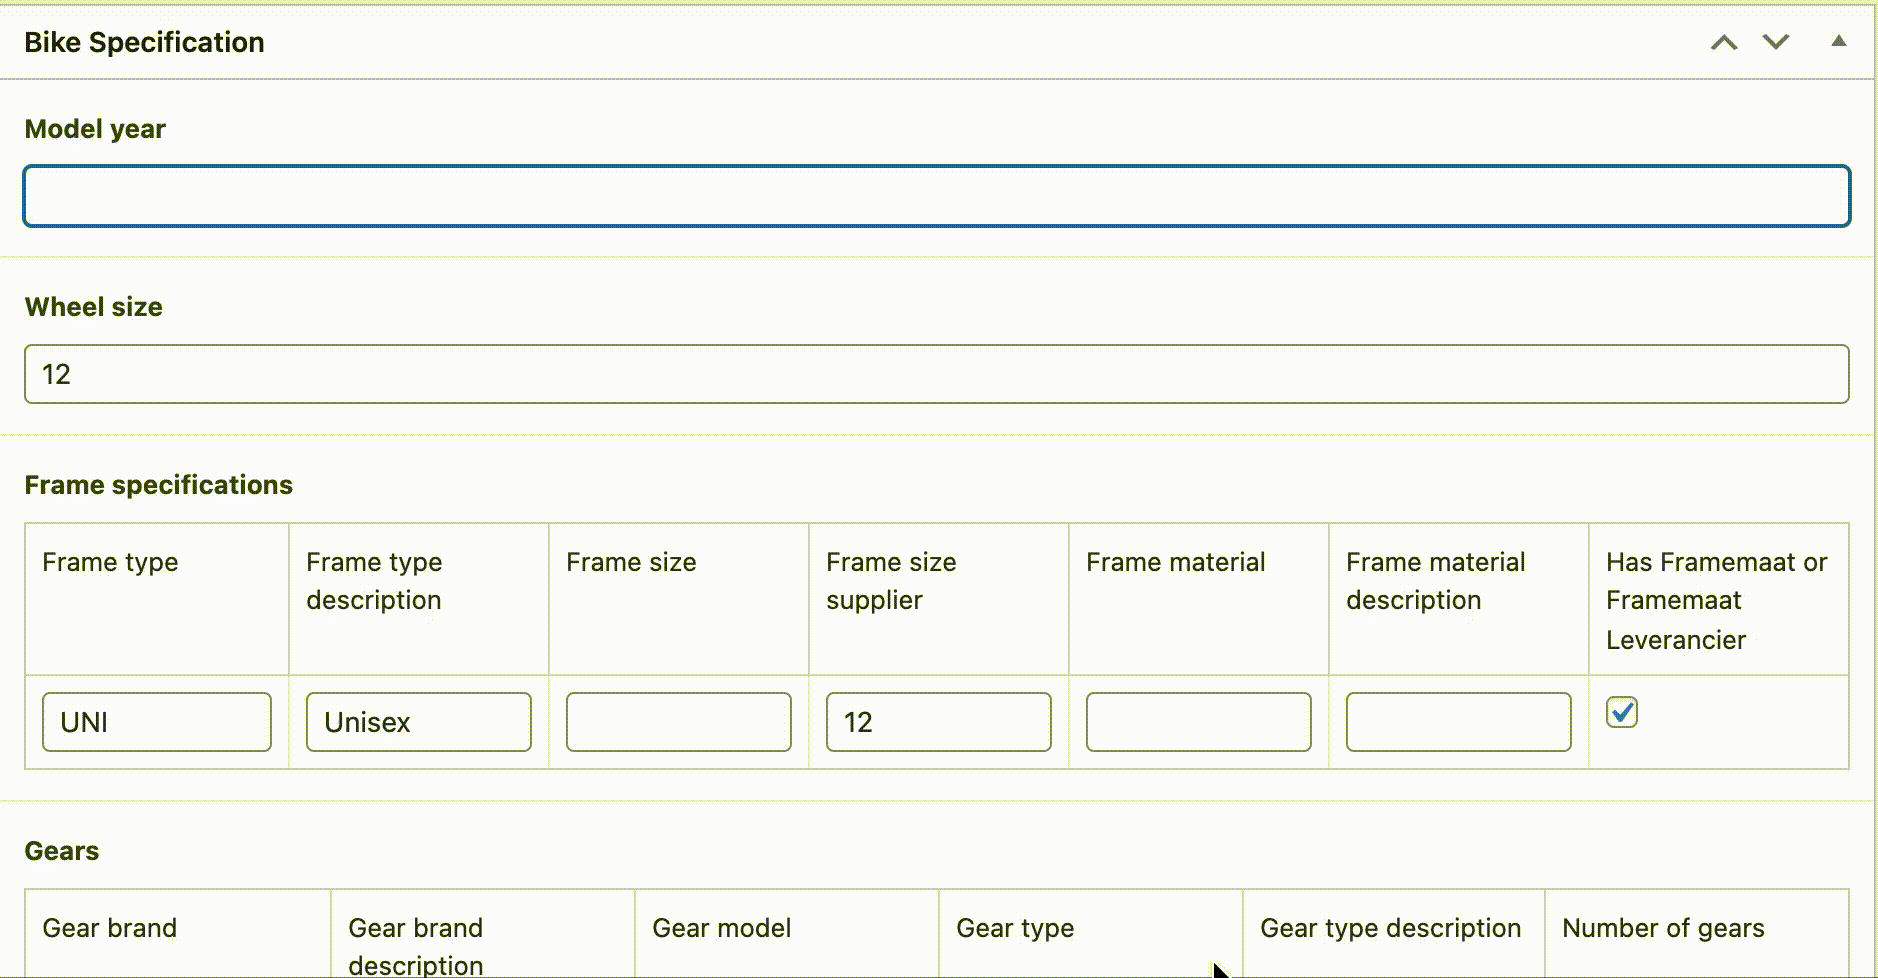 Bike Specification
Model year
Wheel size
12
Frame specifications
Frame type
Frame type
description
Frame size
Frame size
supplier
Frame material
Frame material
description
Has Framemaat or
Framemaat
Leverancier
UNI
Unisex
12
Gears
Gear brand
Gear brand
description
Gear model
Gear type
Gear type description
Number of gears